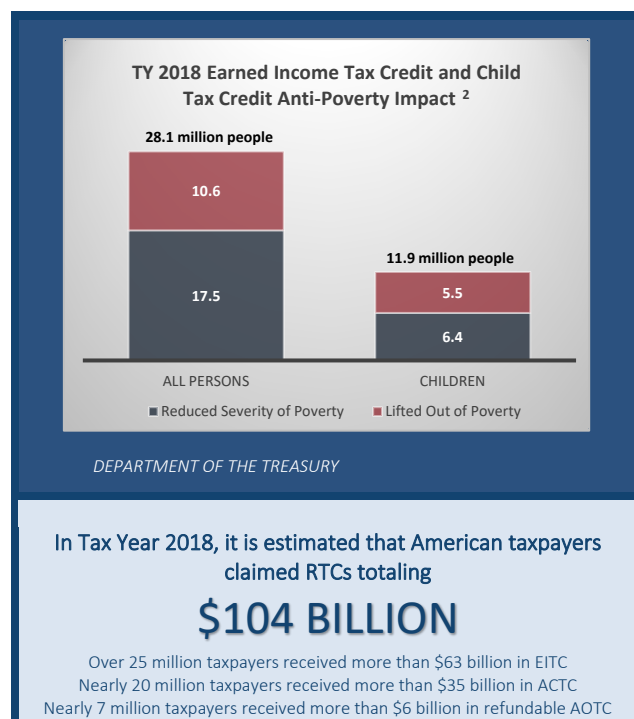 TY 2018 Earned Income Tax Credit and Child
Tax Credit Anti-Poverty Impact ²
28.1 million people
10.6
17.5
11.9 million people
5.5
6.4
ALL PERSONS
CHILDREN
Reduced Severity of Poverty
Lifted Out of Poverty
DEPARTMENT OF THE TREASURY
In Tax Year 2018, it is estimated that American taxpayers
claimed RTCs totaling
$104 BILLION
Over 25 million taxpayers received more than $63 billion in EITC
Nearly 20 million taxpayers received more than $35 billion in ACTC
Nearly 7 million taxpayers received more than $6 billion in refundable AOTC